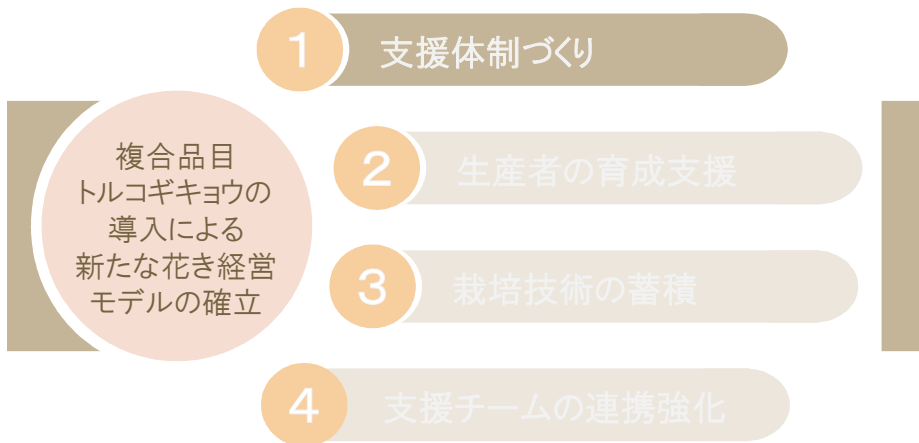 複合品目
トルコギキョウの
導入による
新たな花き経営
モデルの確立
1 支援体制づくり
2 生産者の育成支援
3 栽培技術の蓄積
4 支援チームの連携強化